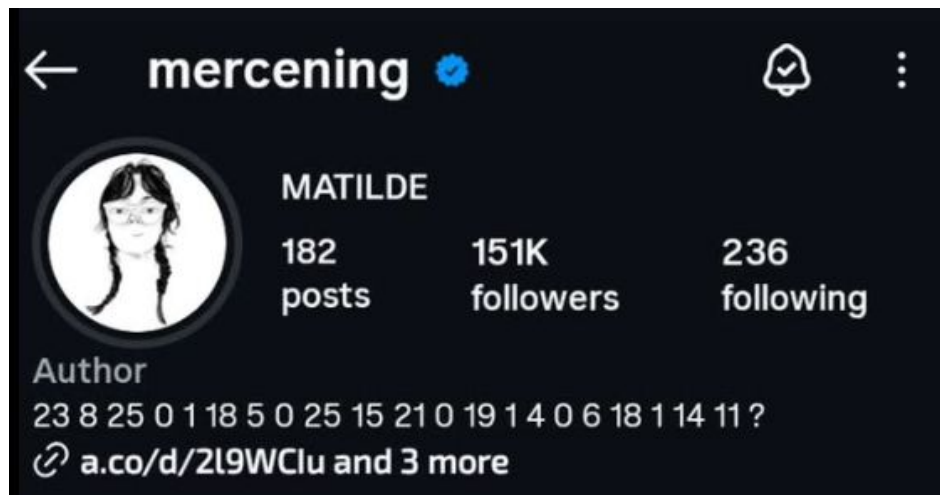 mercening
MATILDE
182 151K 236
posts followers following
Author
23 8 25 0 1 18 5 0 25 15 21 0 19 1 4 0 6 18 1 14 11 ?
a.co/d/2l9WClu and 3 more